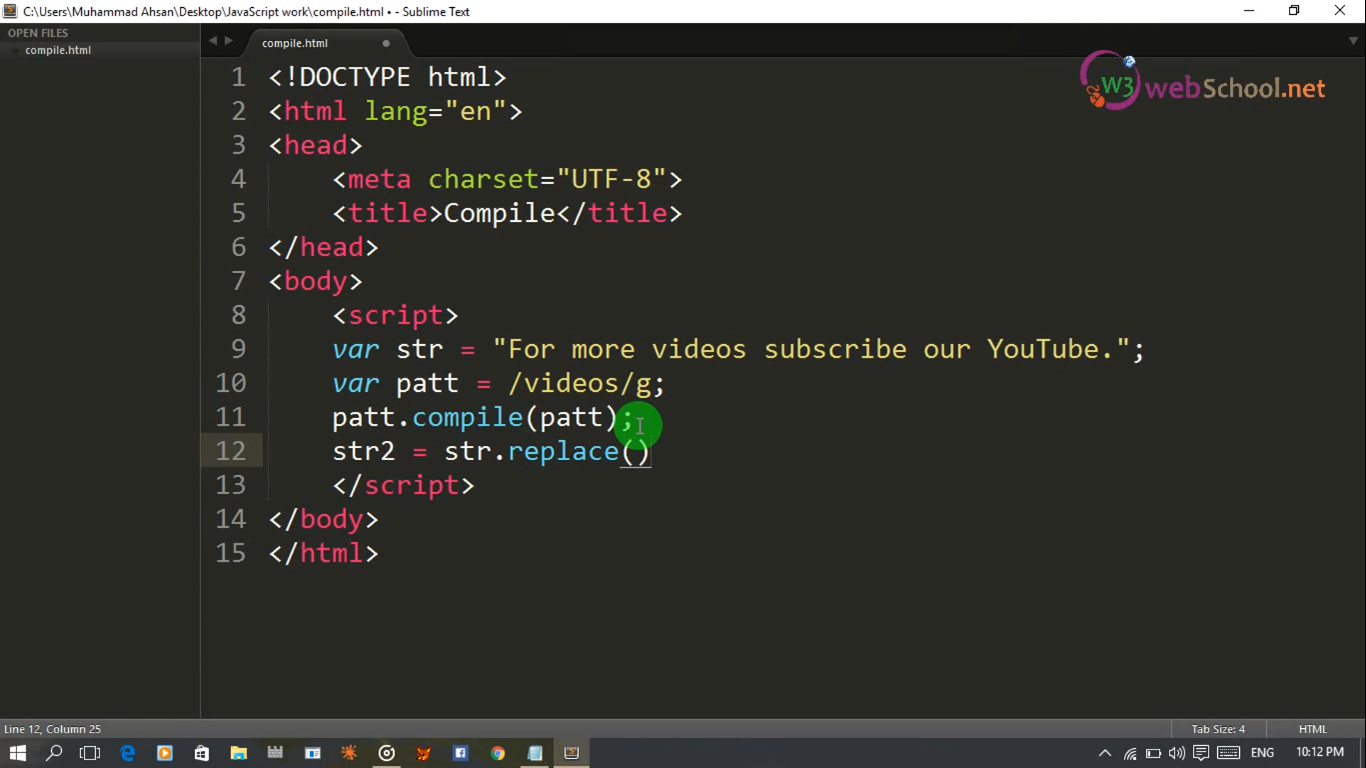 C:\Users\Muhammad Ahsan\Desktop\JavaScript work\compile.html • - Sublime Text
OPEN FILES
compile.html
compile.html
W3 webSchool.net
1 <!DOCTYPE html>
2 <html lang="en">
3 <head>
4     <meta charset="UTF-8">
5     <title>Compile</title>
6 </head>
7 <body>
8     <script>
9     var str = "For more videos subscribe our YouTube.";
10     var patt = /videos/g;
11     patt.compile(patt);
12     str2 = str.replace()
13     </script>
14 </body>
15 </html>
Line 12, Column 25
Tab Size: 4
HTML
ENG
10:12 PM